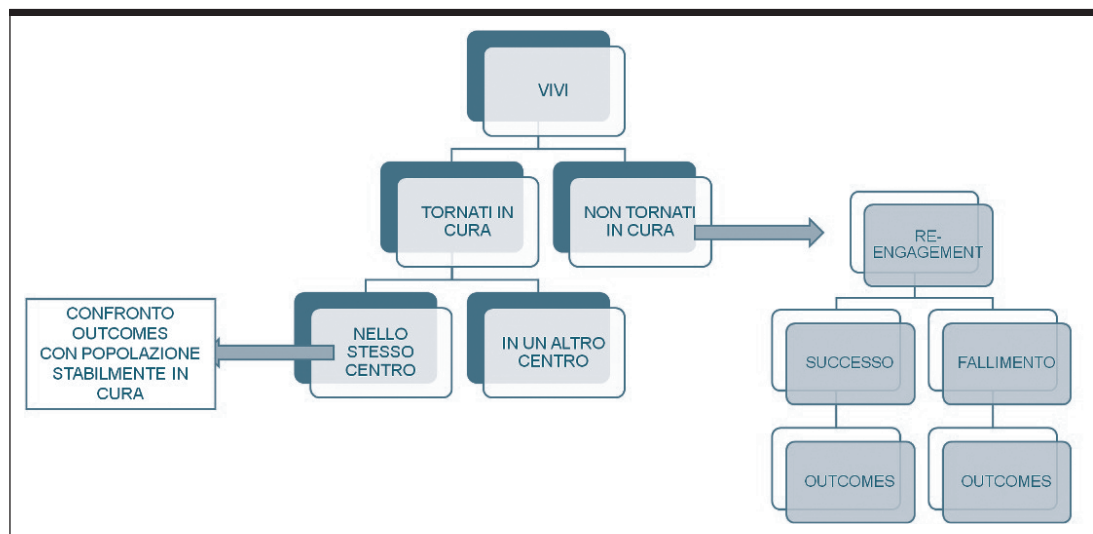 VIVI
TORNATI IN
CURA
NON TORNATI
IN CURA
NELLO
STESSO
CENTRO
IN UN ALTRO
CENTRO
CONFRONTO
OUTCOMES
CON POPOLAZIONE
STABILMENTE IN
CURA
RE-
ENGAGEMENT
SUCCESSO
FALLIMENTO
OUTCOMES
OUTCOMES